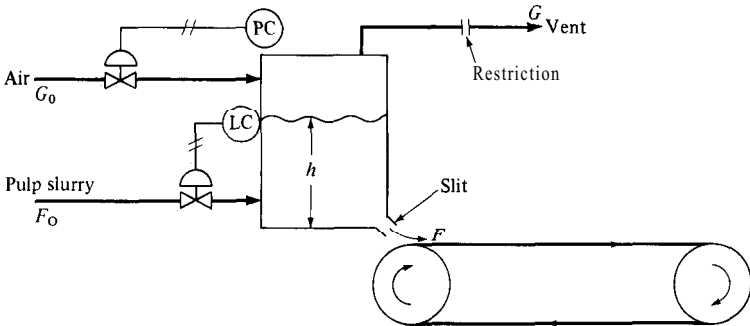 PC
G
Vent
Restriction
Air
G₀
LC
h
Pulp slurry
F₀
Slit
F